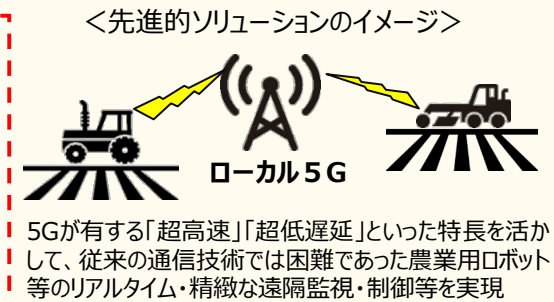 ＜先進的ソリューションのイメージ＞
ローカル５G
5Gが有する「超高速」「超低遅延」といった特長を活か
して、従来の通信技術では困難であった農業用ロボット
等のリアルタイム・精緻な遠隔監視・制御等を実現